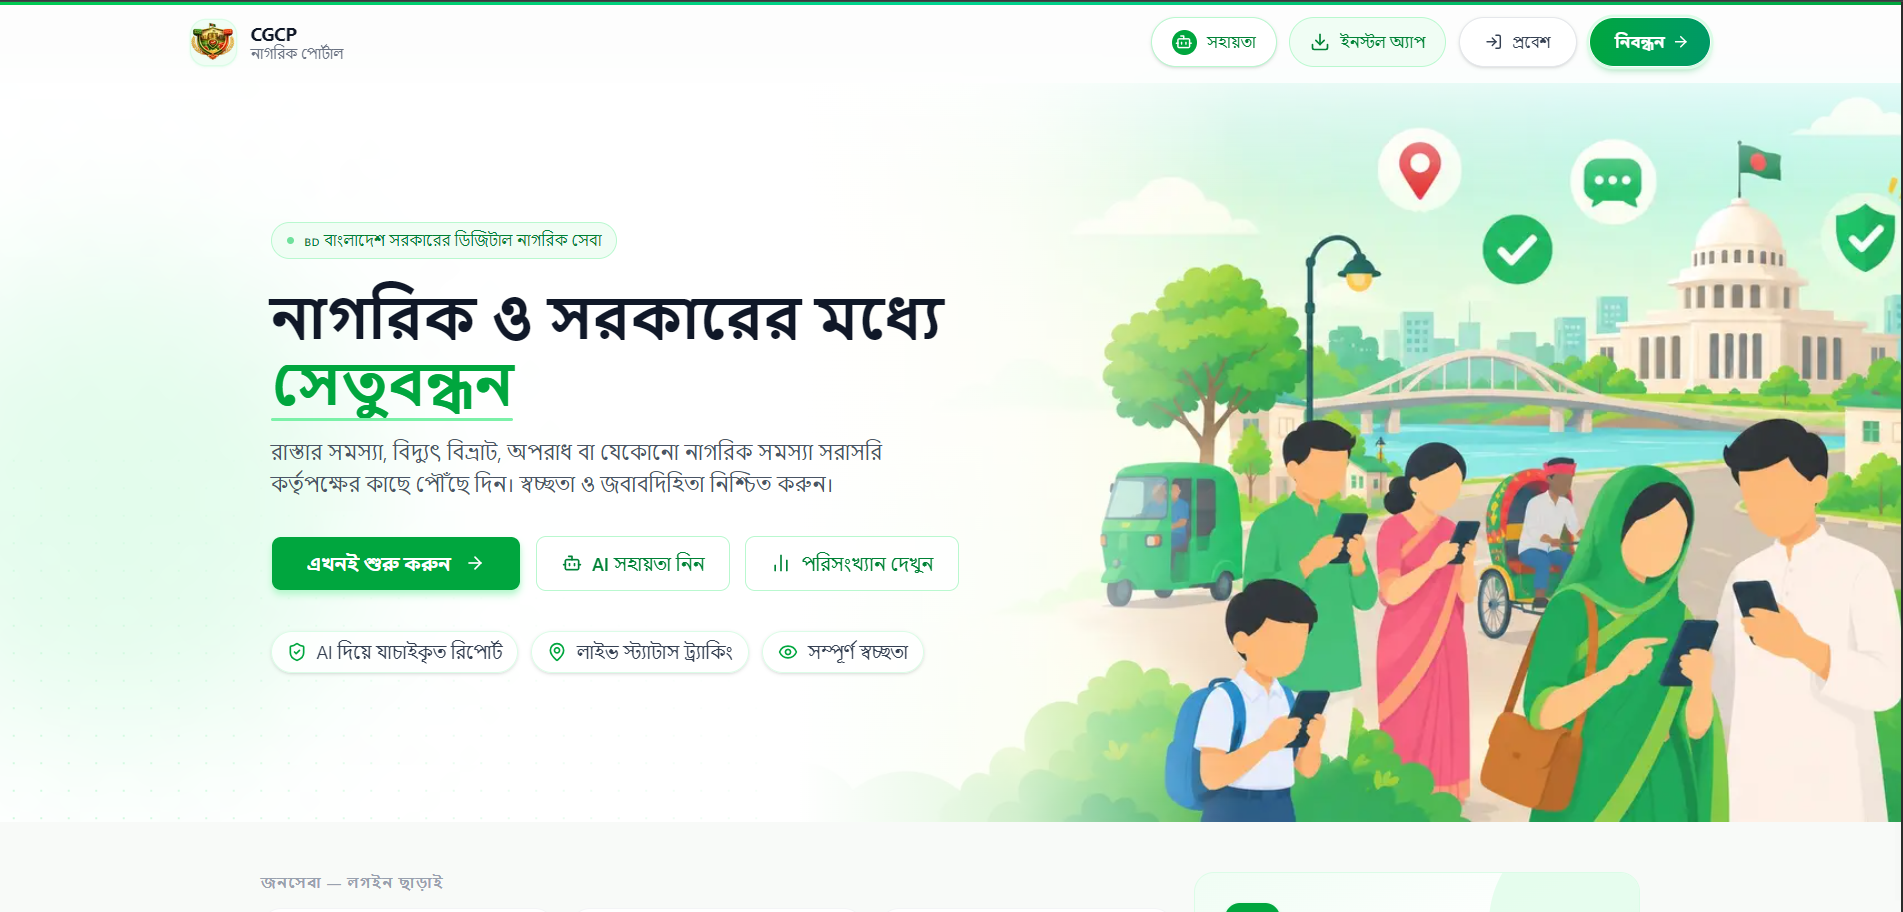 CGCP
নাগরিক পোর্টাল
সহায়তা
ইনস্টল অ্যাপ
প্রবেশ
নিবন্ধন
BD বাংলাদেশ সরকারের ডিজিটাল নাগরিক সেবা
নাগরিক ও সরকারের মধ্যে
সেতুবন্ধন
রাস্তার সমস্যা, বিদ্যুৎ বিভ্রাট, অপরাধ বা যেকোনো নাগরিক সমস্যা সরাসরি
কর্তৃপক্ষের কাছে পৌঁছে দিন। স্বচ্ছতা ও জবাবদিহিতা নিশ্চিত করুন।
এখনই শুরু করুন
AI সহায়তা নিন
পরিসংখ্যান দেখুন
AI দিয়ে যাচাইকৃত রিপোর্ট
লাইভ স্ট্যাটাস ট্র্যাকিং
সম্পূর্ণ স্বচ্ছতা
জনসেবা — লগইন ছাড়াই